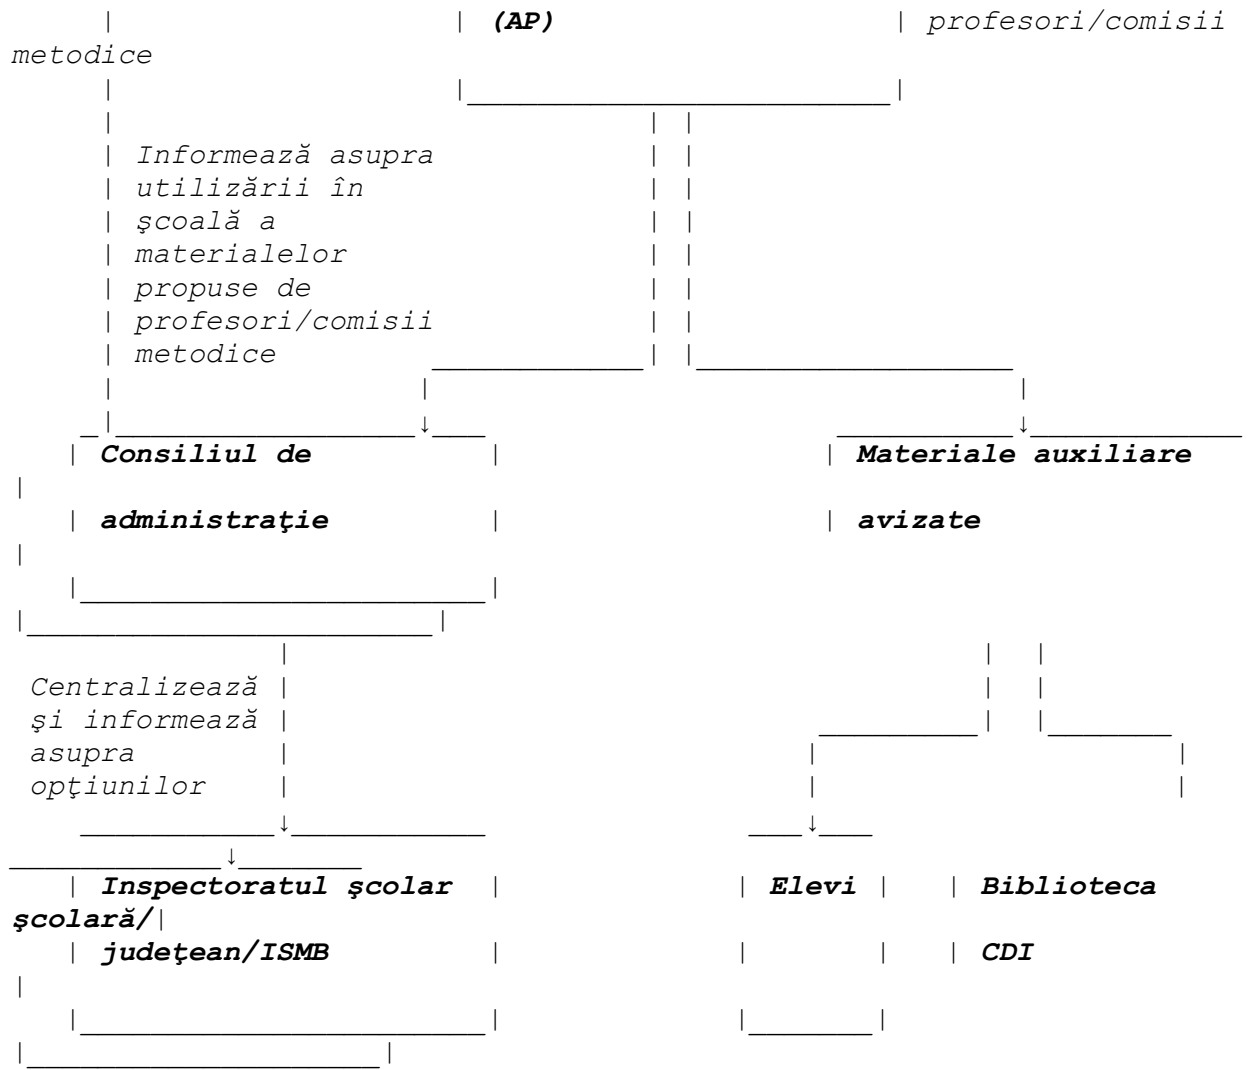 (AP) profesori/comisii
metodice
Informează asupra
utilizării în
şcoală a
materialelor
propuse de
profesori/comisii
metodice
Consiliul de Materiale auxiliare
administraţie avizate
Centralizează
şi informează
asupra
opţiunilor
Inspectoratul şcolar Elevi Biblioteca
şcolară/
judeţean/ISMB CDI